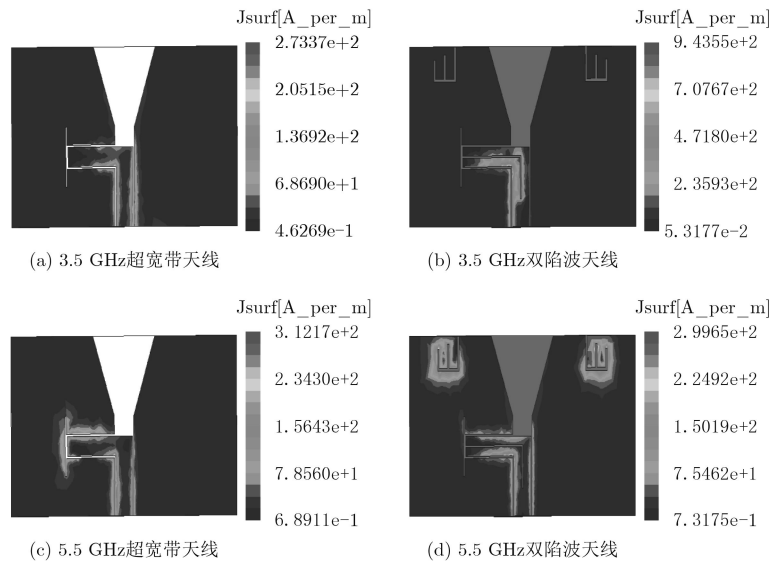 Jsurf[A_per_m]
2.7337e+2
2.0515e+2
1.3692e+2
6.8690e+1
4.6269e-1
(a) 3.5 GHz超宽带天线
Jsurf[A_per_m]
9.4355e+2
7.0767e+2
4.7180e+2
2.3593e+2
5.3177e-2
(b) 3.5 GHz双陷波天线
Jsurf[A_per_m]
3.1217e+2
2.3430e+2
1.5643e+2
7.8560e+1
6.8911e-1
(c) 5.5 GHz超宽带天线
Jsurf[A_per_m]
2.9965e+2
2.2492e+2
1.5019e+2
7.5462e+1
7.3175e-1
(d) 5.5 GHz双陷波天线